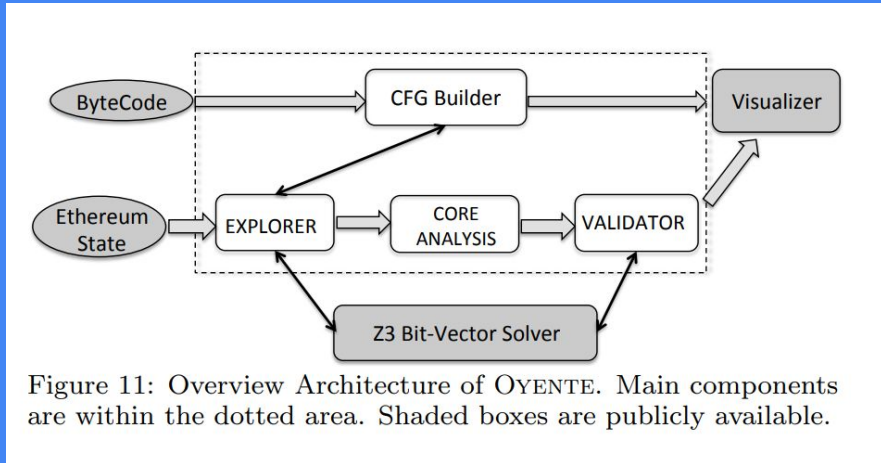 ByteCode
CFG Builder
Visualizer
Ethereum
State
EXPLORER
CORE
ANALYSIS
VALIDATOR
Z3 Bit-Vector Solver
Figure 11: Overview Architecture of OYENTE. Main components
are within the dotted area. Shaded boxes are publicly available.